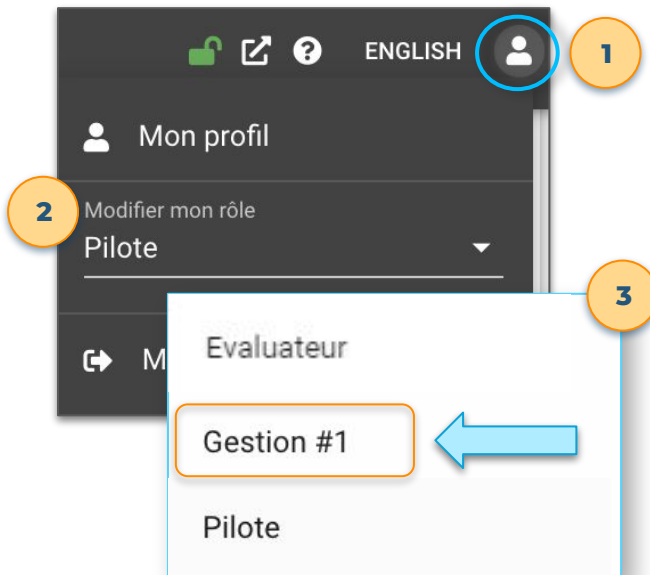 ENGLISH
1
Mon profil
2
Modifier mon rôle
Pilote
3
M
Evaluateur
Gestion #1
Pilote